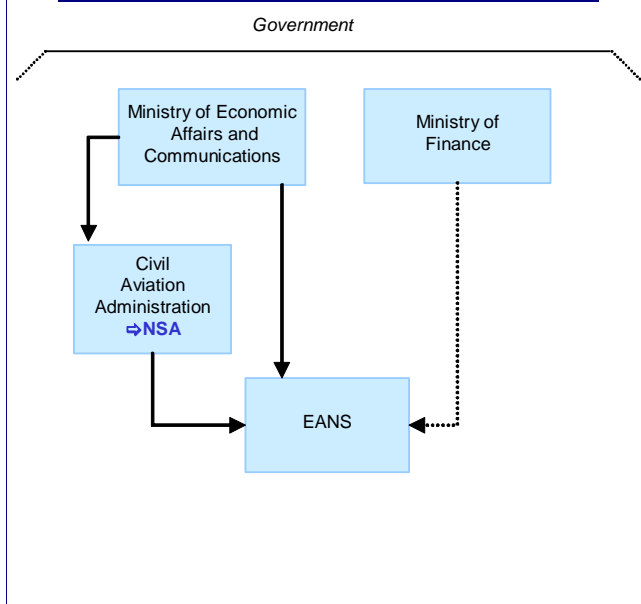 Government
Ministry of Economic
Affairs and
Communications
Ministry of
Finance
Civil
Aviation
Administration
⇨NSA
EANS